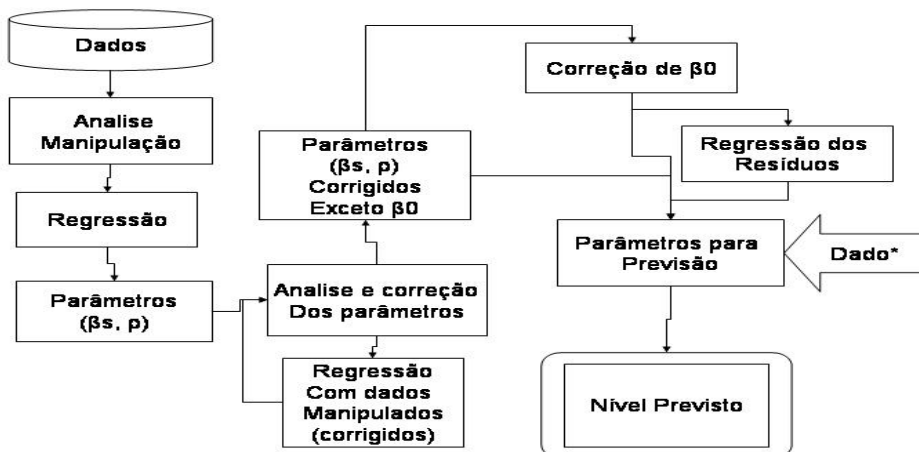 Dados
Analise
Manipulação
Regressão
Parâmetros
(βs, ρ)
Analise e correção
Dos parâmetros
Regressão
Com dados
Manipulados
(corrigidos)
Parâmetros
(βs, ρ)
Corrigidos
Exceto β0
Correção de β0
Regressão dos
Resíduos
Parâmetros para
Previsão
Dado*
Nível Previsto